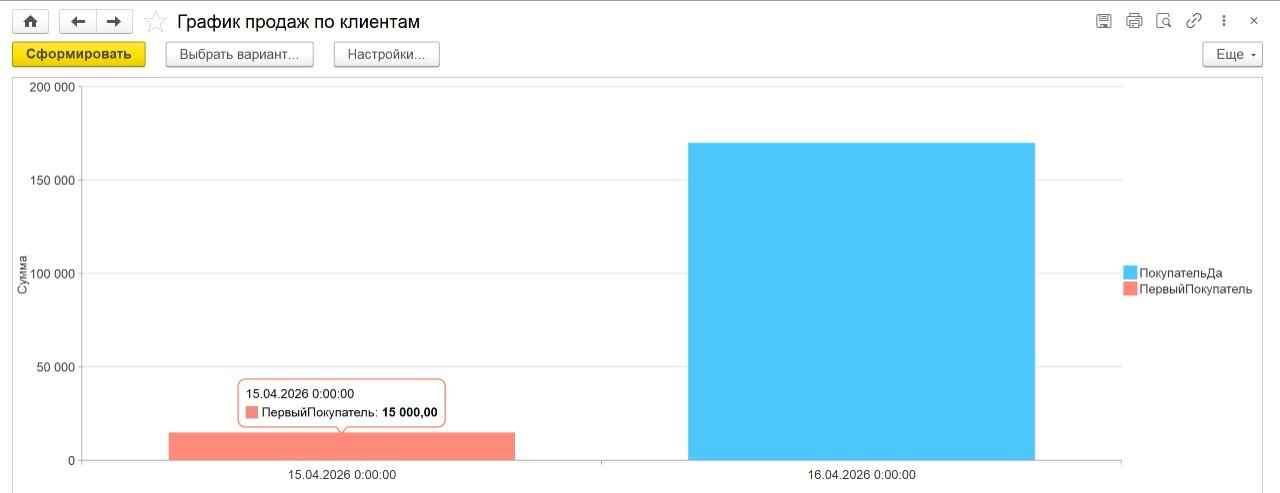 График продаж по клиентам
Сформировать Выбрать вариант... Настройки... Еще
200 000
150 000
100 000
50 000
0
Сумма
15.04.2026 0:00:00
ПервыйПокупатель: 15 000,00
15.04.2026 0:00:00 16.04.2026 0:00:00
ПокупательДа
ПервыйПокупатель